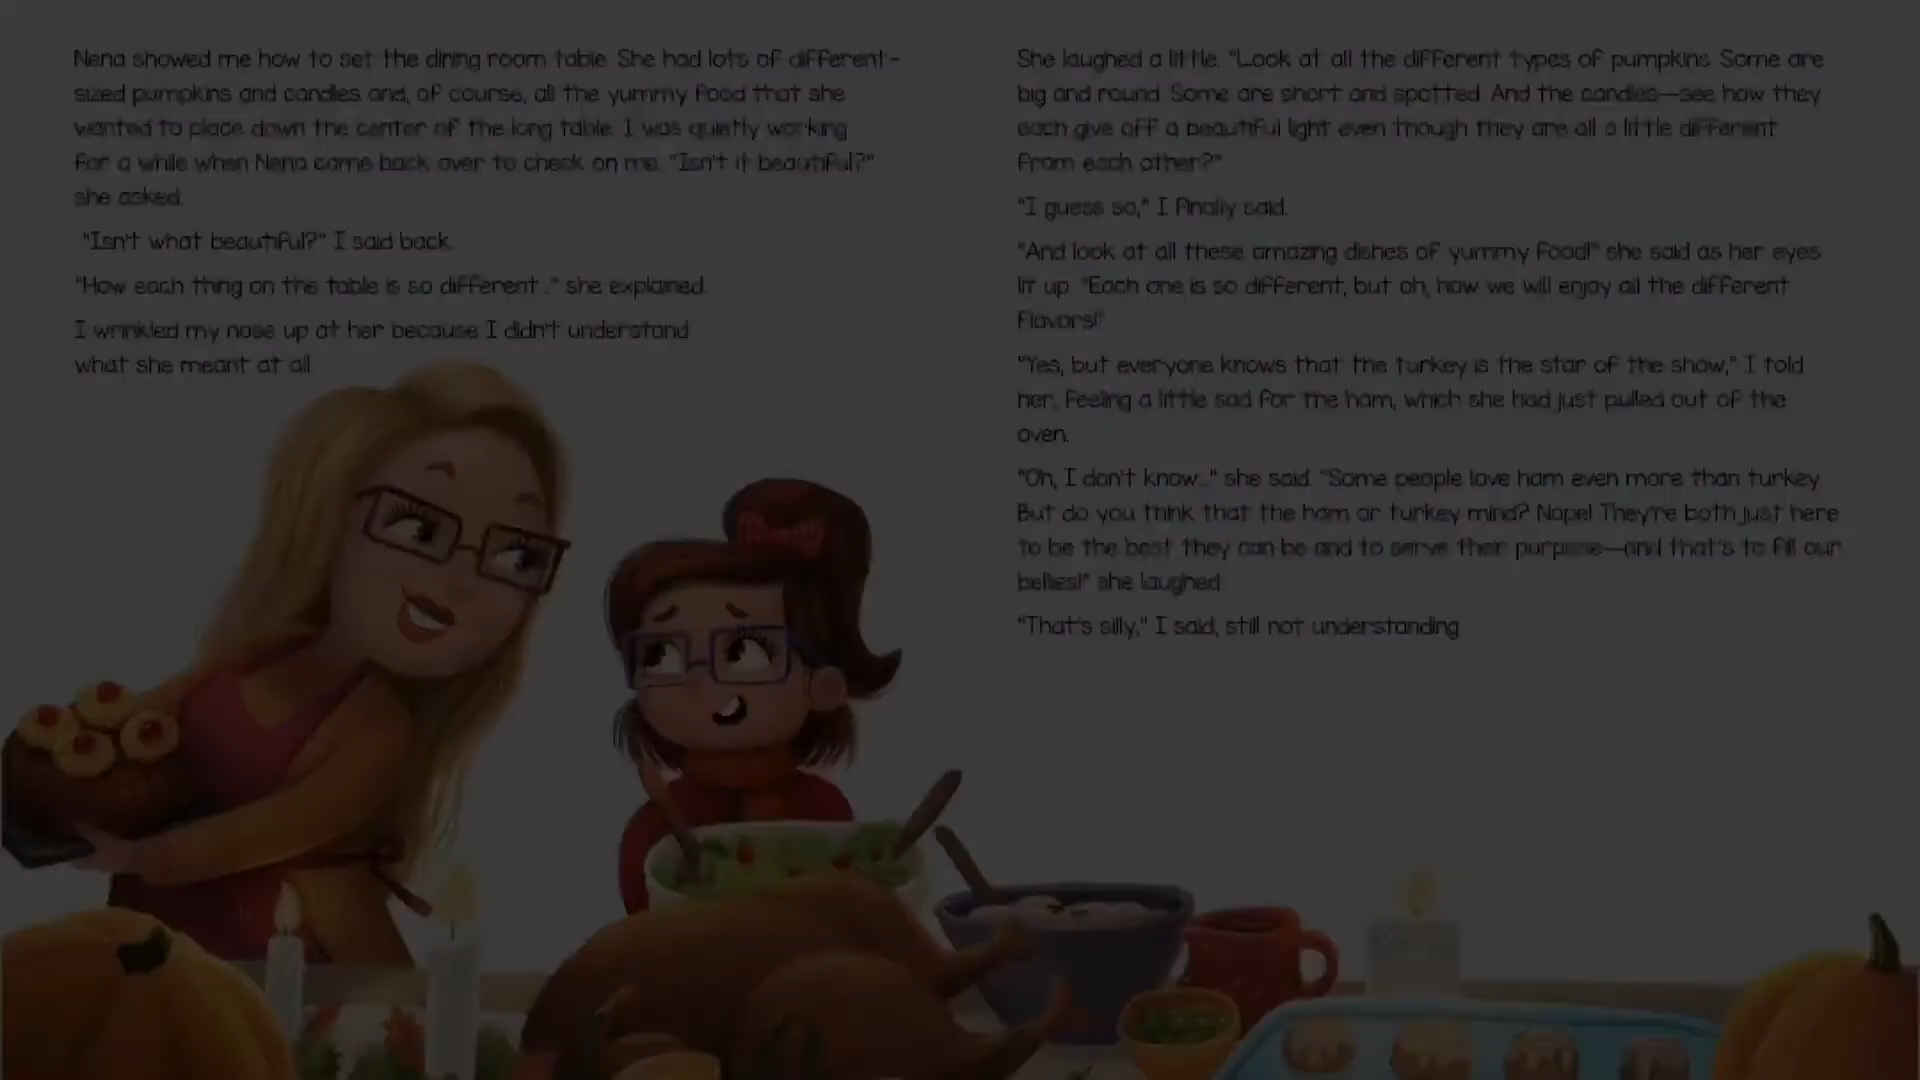 Nena showed me how to set the dining room table. She had lots of different-
sized pumpkins and candles and, of course, all the yummy food that she
wanted to place down the center of the long table. I was quietly working
for a while when Nena came back over to check on me. "Isn't it beautiful?"
she asked.
"Isn't what beautiful?" I said back.
"How each thing on the table is so different..." she explained.
I wrinkled my nose up at her because I didn't understand
what she meant at all.
She laughed a little. "Look at all the different types of pumpkins. Some are
big and round. Some are short and spotted. And the candles—see how they
each give off a beautiful light even though they are all a little different
from each other?"
"I guess so," I finally said.
"And look at all these amazing dishes of yummy food!" she said as her eyes
lit up. "Each one is so different, but oh, how we will enjoy all the different
flavors!"
"Yes, but everyone knows that the turkey is the star of the show," I told
her, feeling a little sad for the ham, which she had just pulled out of the
oven.
"Oh, I don't know..." she said. "Some people love ham even more than turkey.
But do you think that the ham or turkey mind? Nope! They're both just here
to be the best they can be and to serve their purpose—and that's to fill our
bellies!" she laughed.
"That's silly," I said, still not understanding.